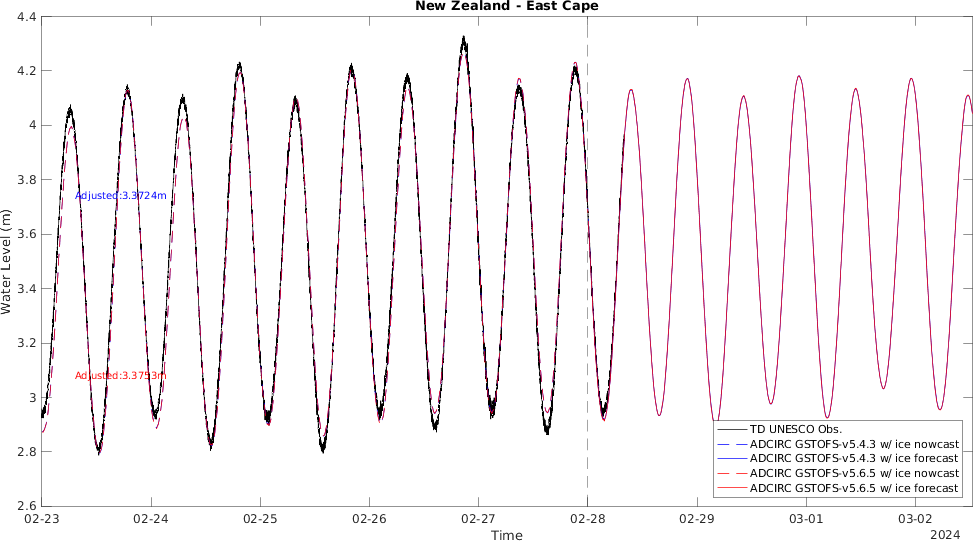 New Zealand - East Cape
4.4
4.2
4
3.8
3.6
3.4
3.2
3
2.8
2.6
Water Level (m)
Adjusted:3.3724m
Adjusted:3.3753m
TD UNESCO Obs.
ADCIRC GSTOFS-v5.4.3 w/ ice nowcast
ADCIRC GSTOFS-v5.4.3 w/ ice forecast
ADCIRC GSTOFS-v5.6.5 w/ ice nowcast
ADCIRC GSTOFS-v5.6.5 w/ ice forecast
02-23 02-24 02-25 02-26 02-27 02-28 02-29 03-01 03-02
Time
2024